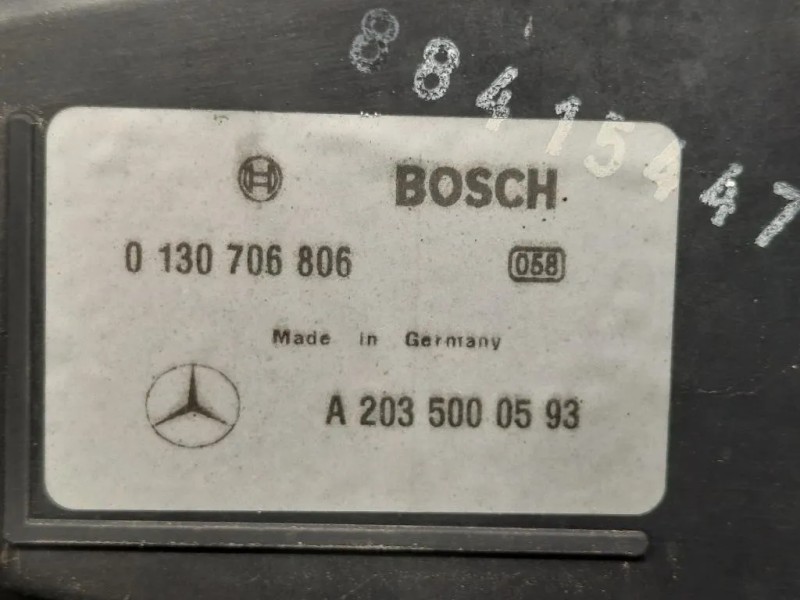 88415447
BOSCH
0 130 706 806 058
Made in Germany
A 203 500 05 93